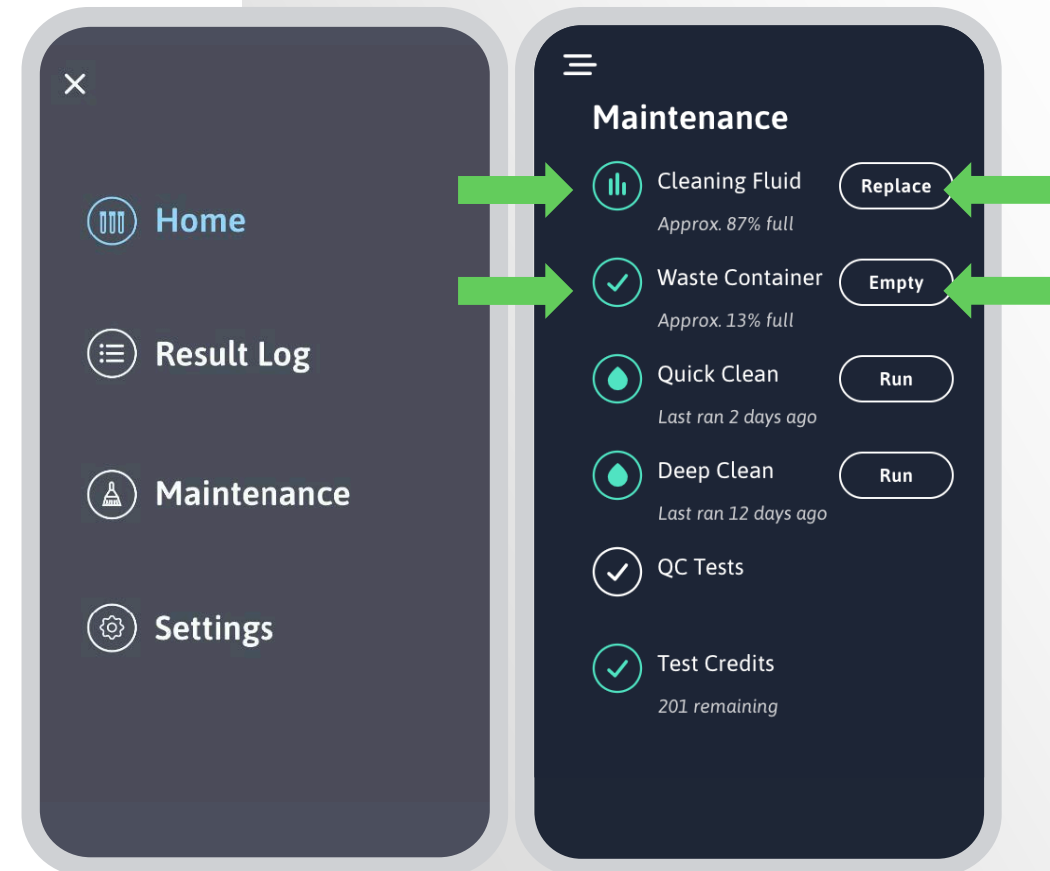 Home
Result Log
Maintenance
Settings
Maintenance
Cleaning Fluid
Replace
Approx. 87% full
Waste Container
Empty
Approx. 13% full
Quick Clean
Run
Last ran 2 days ago
Deep Clean
Run
Last ran 12 days ago
QC Tests
Test Credits
201 remaining